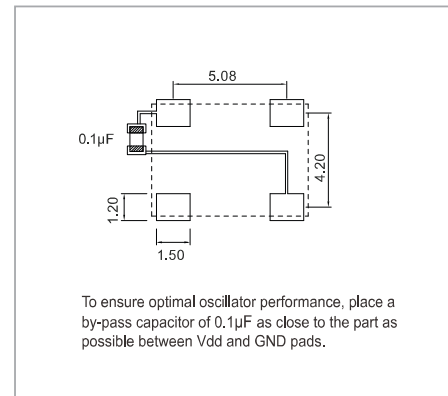 5.08
0.1µF
4.20
1.20
1.50
To ensure optimal oscillator performance, place a
by-pass capacitor of 0.1µF as close to the part as
possible between Vdd and GND pads.